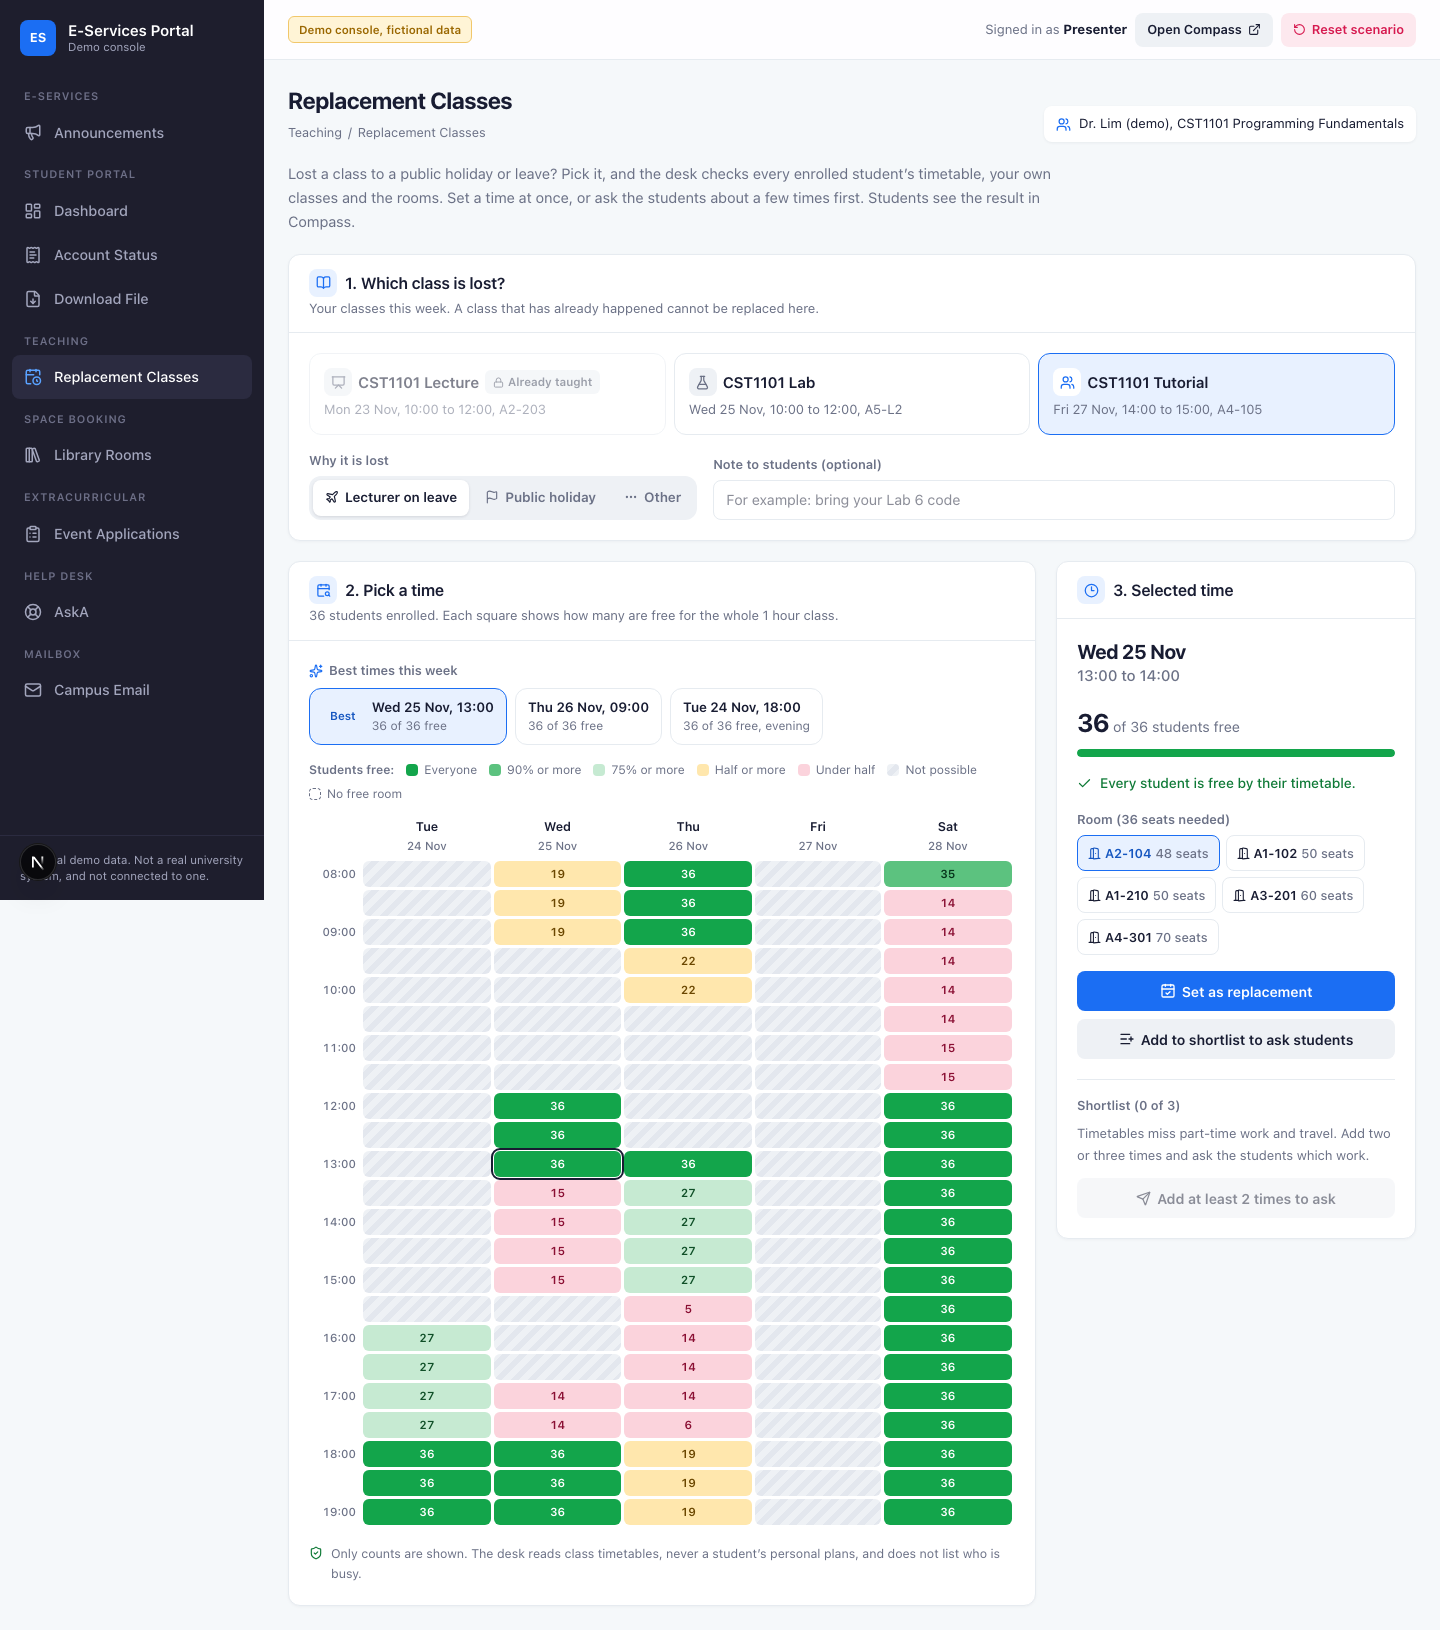 ES
E-Services Portal
Demo console
E-SERVICES
Announcements
STUDENT PORTAL
Dashboard
Account Status
Download File
TEACHING
Replacement Classes
SPACE BOOKING
Library Rooms
EXTRACURRICULAR
Event Applications
HELP DESK
AskA
MAILBOX
Campus Email
N
al demo data. Not a real university
and not connected to one.
Demo console, fictional data
Signed in as Presenter
Open Compass
Reset scenario
Replacement Classes
Teaching / Replacement Classes
Dr. Lim (demo), CST1101 Programming Fundamentals
Lost a class to a public holiday or leave? Pick it, and the desk checks every enrolled student’s timetable, your own
classes and the rooms. Set a time at once, or ask the students about a few times first. Students see the result in
Compass.
1. Which class is lost?
Your classes this week. A class that has already happened cannot be replaced here.
CST1101 Lecture Already taught
Mon 23 Nov, 10:00 to 12:00, A2-203
CST1101 Lab
Wed 25 Nov, 10:00 to 12:00, A5-L2
CST1101 Tutorial
Fri 27 Nov, 14:00 to 15:00, A4-105
Why it is lost
Lecturer on leave
Public holiday
Other
Note to students (optional)
For example: bring your Lab 6 code
2. Pick a time
36 students enrolled. Each square shows how many are free for the whole 1 hour class.
Best times this week
Best
Wed 25 Nov, 13:00
36 of 36 free
Thu 26 Nov, 09:00
36 of 36 free
Tue 24 Nov, 18:00
36 of 36 free, evening
Students free: Everyone 90% or more 75% or more Half or more Under half Not possible
No free room
Tue Wed Thu Fri Sat
24 Nov 25 Nov 26 Nov 27 Nov 28 Nov
08:00 19 36 35
19 36 14
09:00 19 36 14
22 14
10:00 22 14
14
11:00 15
15
12:00 36 36
36 36
13:00 36 36 36
15 27 36
14:00 15 27 36
15 27 36
15:00 15 27 36
5 36
16:00 27 14 36
27 14 36
17:00 27 14 14 36
27 14 6 36
18:00 36 36 19 36
36 36 19 36
19:00 36 36 19 36
Only counts are shown. The desk reads class timetables, never a student’s personal plans, and does not list who is
busy.
3. Selected time
Wed 25 Nov
13:00 to 14:00
36 of 36 students free
Every student is free by their timetable.
Room (36 seats needed)
A2-104 48 seats
A1-102 50 seats
A1-210 50 seats
A3-201 60 seats
A4-301 70 seats
Set as replacement
Add to shortlist to ask students
Shortlist (0 of 3)
Timetables miss part-time work and travel. Add two
or three times and ask the students which work.
Add at least 2 times to ask